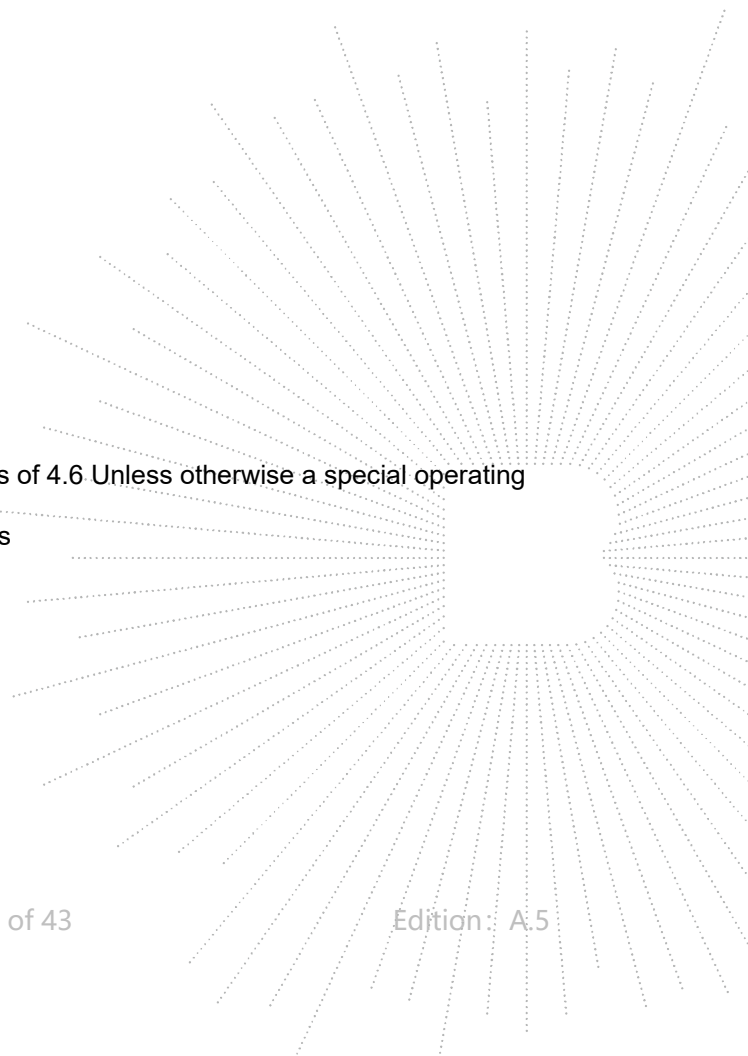 s of 4.6 Unless otherwise a special operating
s
of 43
Edition：A.5